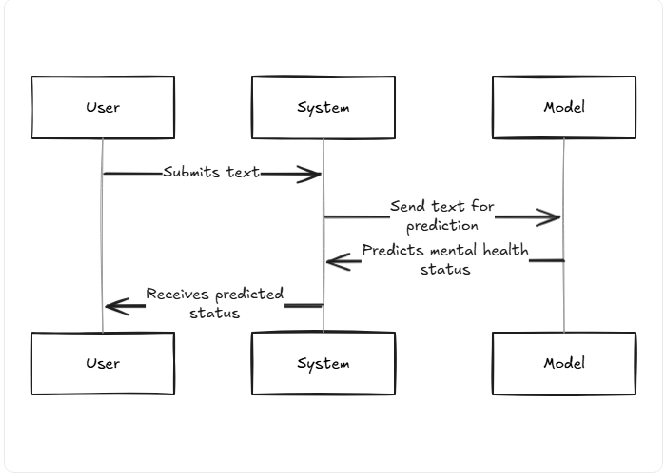 User
System
Model
Submits text
Send text for
prediction
Predicts mental health
status
Receives predicted
status
User
System
Model